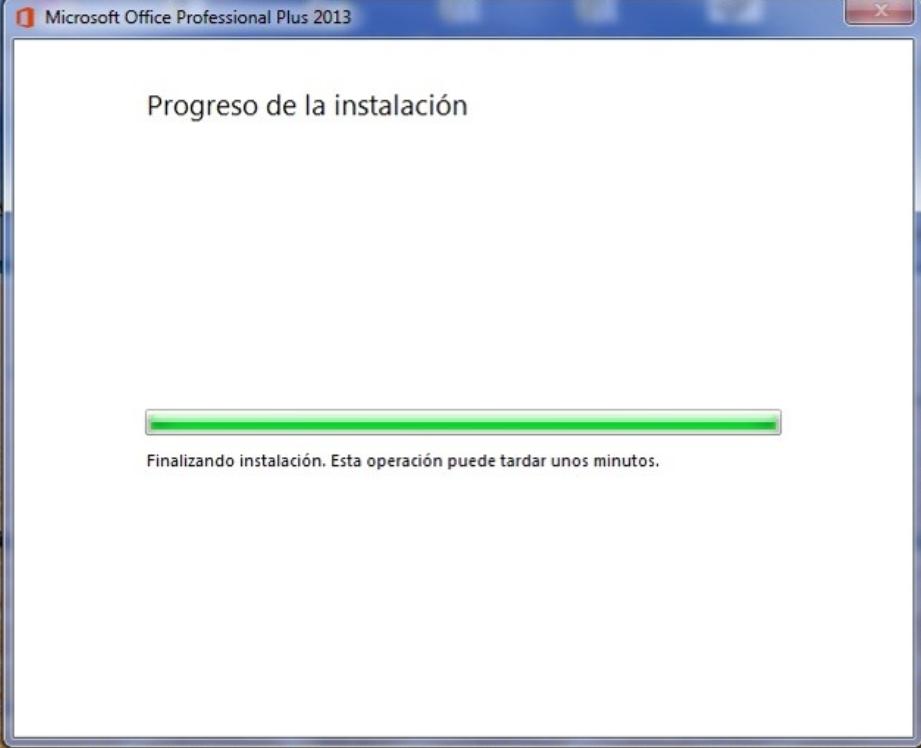 Microsoft Office Professional Plus 2013
Progreso de la instalación
Finalizando instalación. Esta operación puede tardar unos minutos.